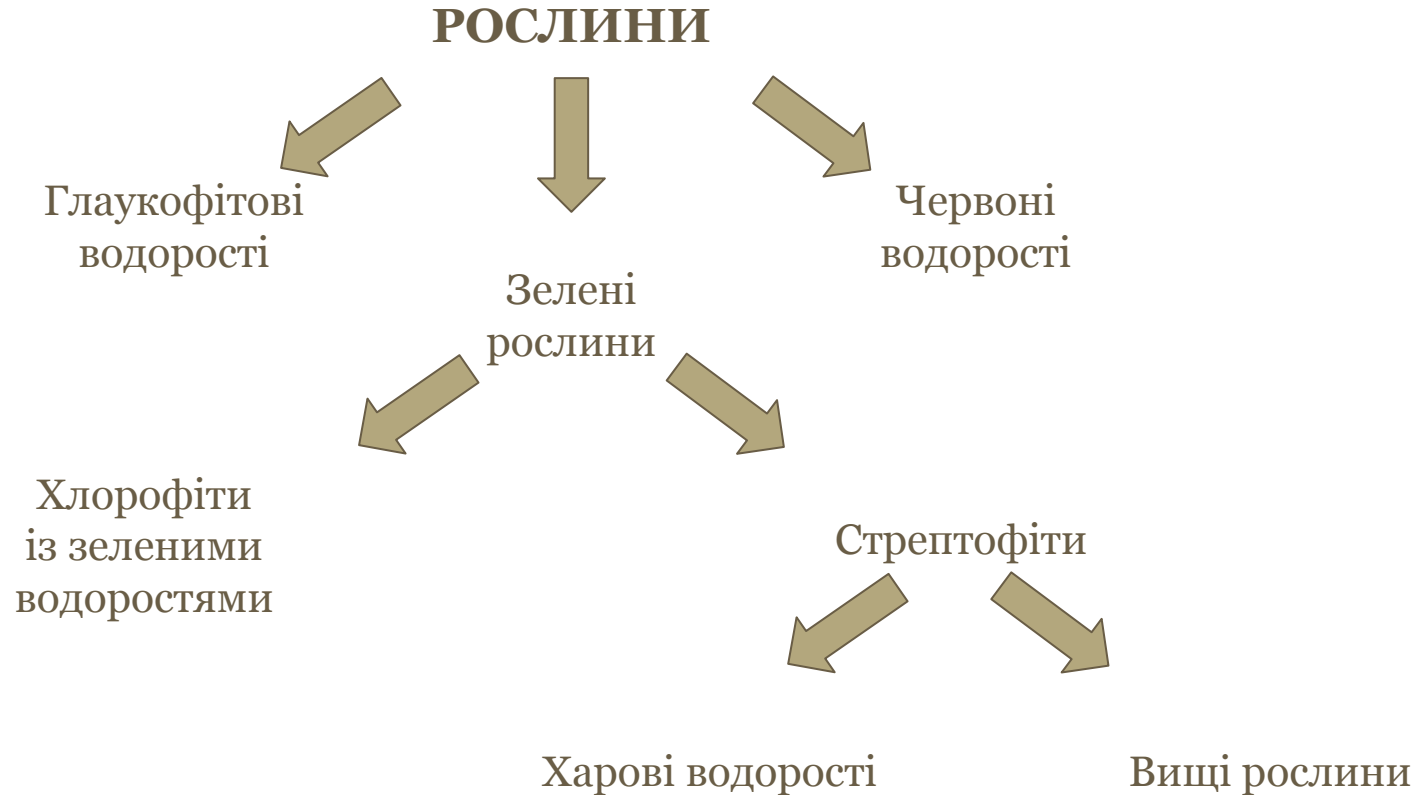 РОСЛИНИ
Глаукофітові
водорості
Червоні
водорості
Зелені
рослини
Хлорофіти
із зеленими
водоростями
Стрептофіти
Харові водорості
Вищі рослини